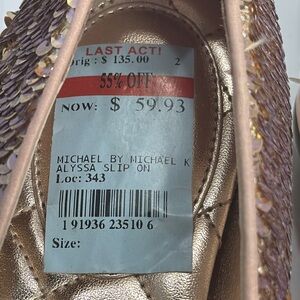 LAST ACT!
Orig : $ 135.00 2
55% OFF
NOW: $ 59.93
MICHAEL BY MICHAEL K
ALYSSA SLIP ON
Loc: 343
1 91936 23510 6
Size: